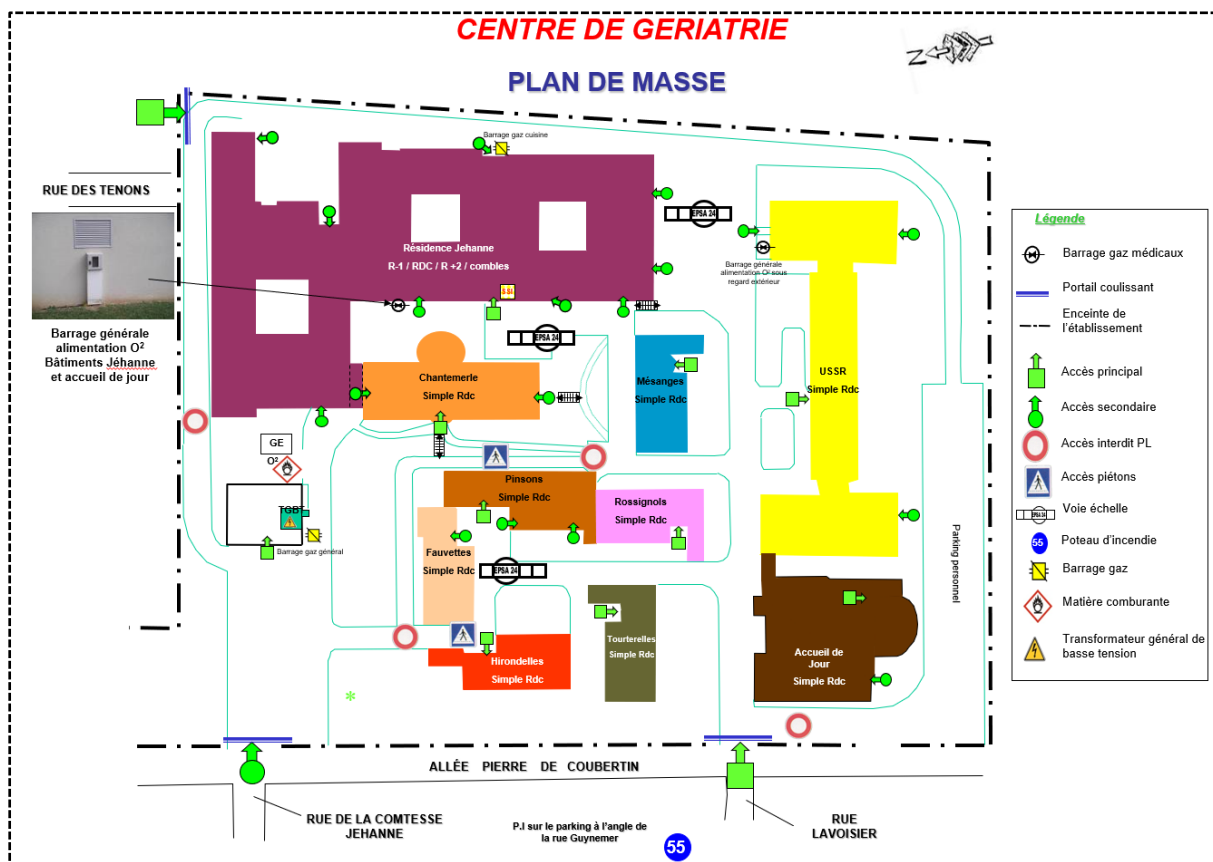 CENTRE DE GERIATRIE
PLAN DE MASSE
N
Barrage gaz cuisine
RUE DES TENONS
EPSA 24
Résidence Jehanne
R-1 / RDC / R +2 / combles
SSI
Barrage générale
alimentation O² sous
regard extérieur
Barrage générale
alimentation O²
Bâtiments Jéhanne
et accueil de jour
EPSA 24
Chantemerle
Simple Rdc
Mésanges
Simple Rdc
USSR
Simple Rdc
GE
O²
TGBT
Barrage gaz général
Pinsons
Simple Rdc
Rossignols
Simple Rdc
Fauvettes
Simple Rdc
EPSA 24
Parking personnel
Hirondelles
Simple Rdc
Tourterelles
Simple Rdc
Accueil de
Jour
Simple Rdc
*
ALLÉE PIERRE DE COUBERTIN
RUE DE LA COMTESSE
JEHANNE
P.I sur le parking à l'angle de
la rue Guynemer
55
RUE
LAVOISIER
Légende
Barrage gaz médicaux
Portail coulissant
Enceinte de
l'établissement
Accès principal
Accès secondaire
Accès interdit PL
Accès piétons
EPSA 24
Voie échelle
55
Poteau d'incendie
Barrage gaz
Matière comburante
Transformateur général de
basse tension